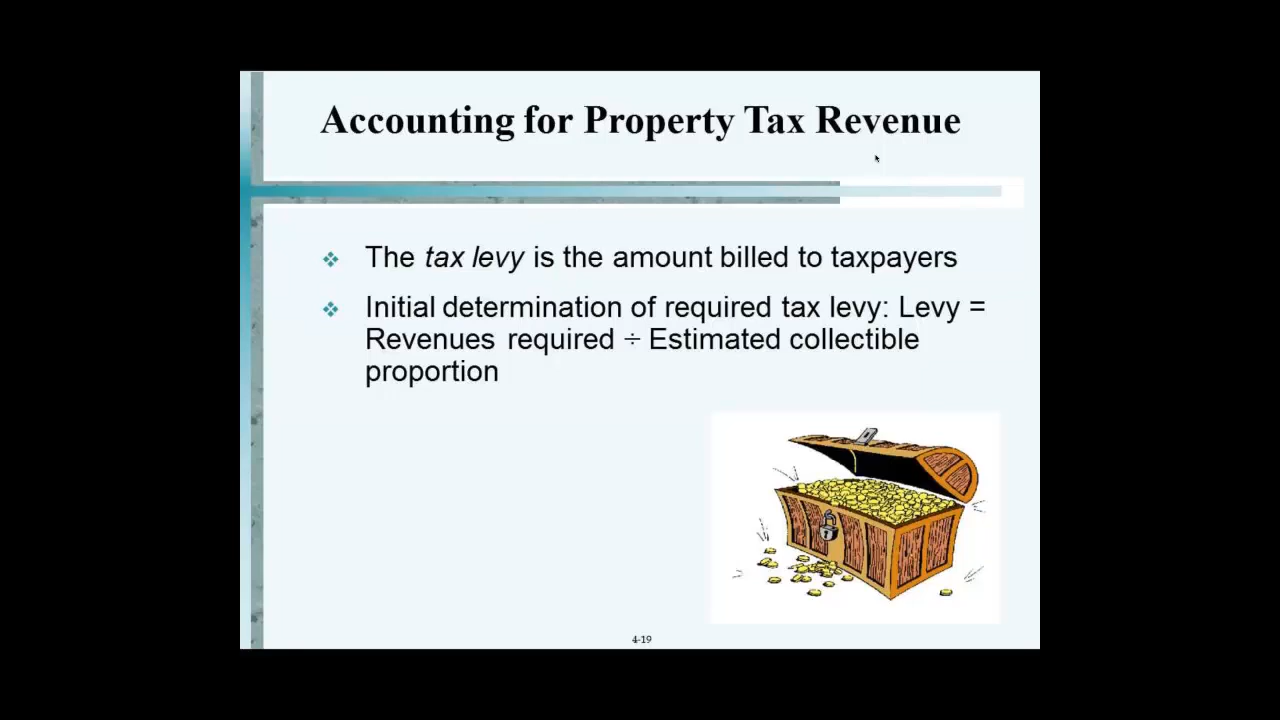 Accounting for Property Tax Revenue
The tax levy is the amount billed to taxpayers
Initial determination of required tax levy: Levy =
Revenues required ÷ Estimated collectible
proportion
4-19